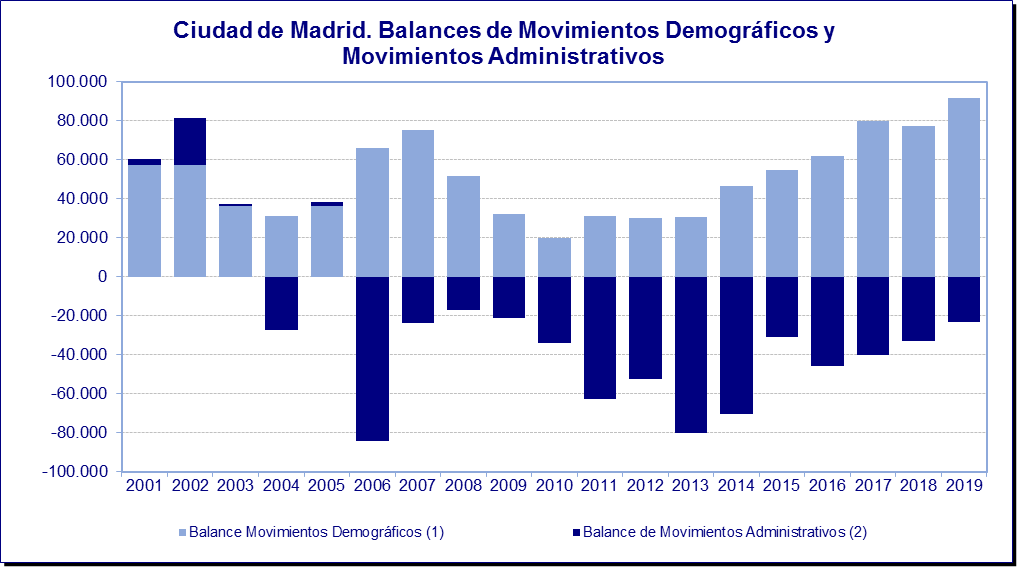 Ciudad de Madrid. Balances de Movimientos Demográficos y
Movimientos Administrativos
100.000
80.000
60.000
40.000
20.000
0
-20.000
-40.000
-60.000
-80.000
-100.000
2001 2002 2003 2004 2005 2006 2007 2008 2009 2010 2011 2012 2013 2014 2015 2016 2017 2018 2019
Balance Movimientos Demográficos (1) Balance de Movimientos Administrativos (2)